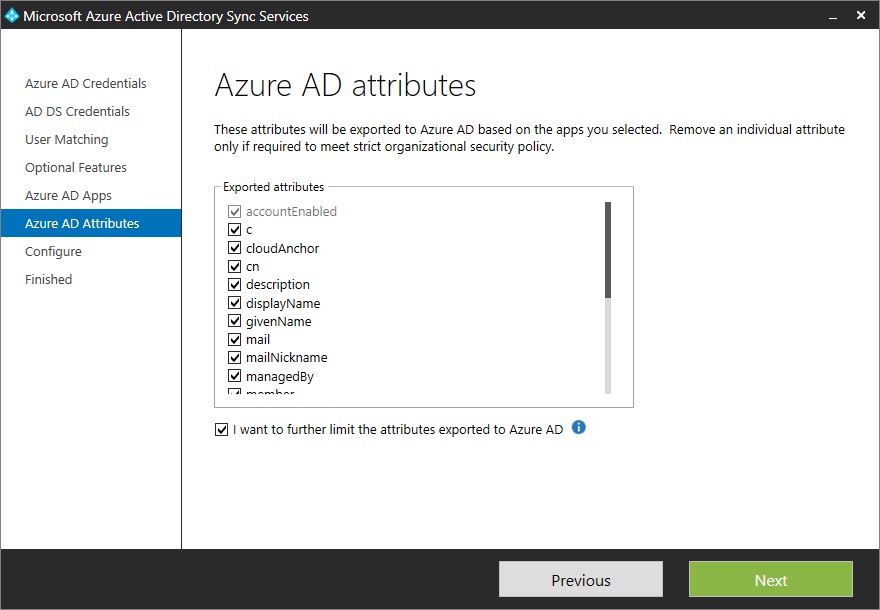 Microsoft Azure Active Directory Sync Services
Azure AD Credentials
AD DS Credentials
User Matching
Optional Features
Azure AD Apps
Azure AD Attributes
Configure
Finished
Azure AD attributes
These attributes will be exported to Azure AD based on the apps you selected.  Remove an individual attribute
only if required to meet strict organizational security policy.
Exported attributes
accountEnabled
c
cloudAnchor
cn
description
displayName
givenName
mail
mailNickname
managedBy
member
I want to further limit the attributes exported to Azure AD
Previous
Next